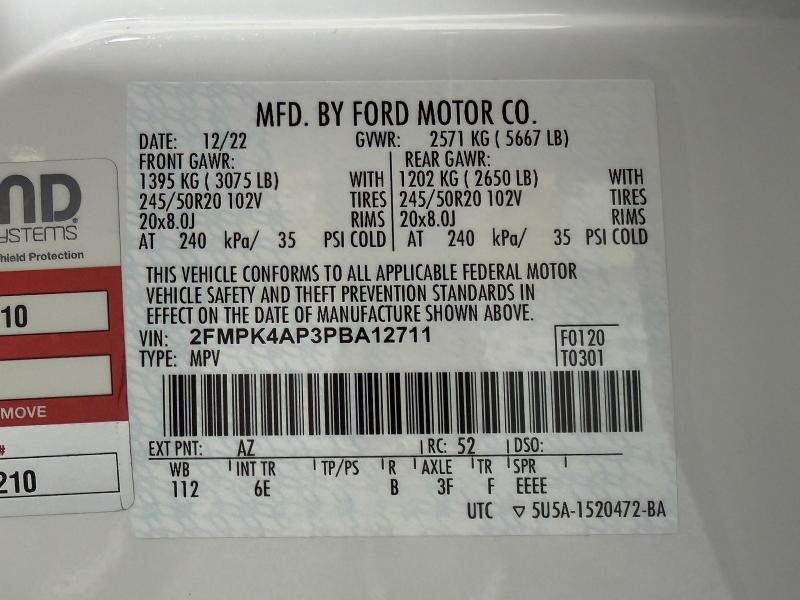 MFD. BY FORD MOTOR CO.
DATE: 12/22 GVWR: 2571 KG ( 5667 LB)
FRONT GAWR: REAR GAWR:
1395 KG ( 3075 LB) WITH 1202 KG ( 2650 LB) WITH
245/50R20 102V TIRES 245/50R20 102V TIRES
20x8.0J RIMS 20x8.0J RIMS
AT 240 kPa/ 35 PSI COLD AT 240 kPa/ 35 PSI COLD
THIS VEHICLE CONFORMS TO ALL APPLICABLE FEDERAL MOTOR
VEHICLE SAFETY AND THEFT PREVENTION STANDARDS IN
EFFECT ON THE DATE OF MANUFACTURE SHOWN ABOVE.
VIN: 2FMPK4AP3PBA12711 F0120
TYPE: MPV T0301
EXT PNT: AZ RC: 52 DSO:
WB INT TR TP/PS R AXLE TR SPR
112 6E B 3F F EEEE
UTC ▽ 5U5A-1520472-BA
ND
YSTEMS®
hield Protection
10
MOVE
#
210